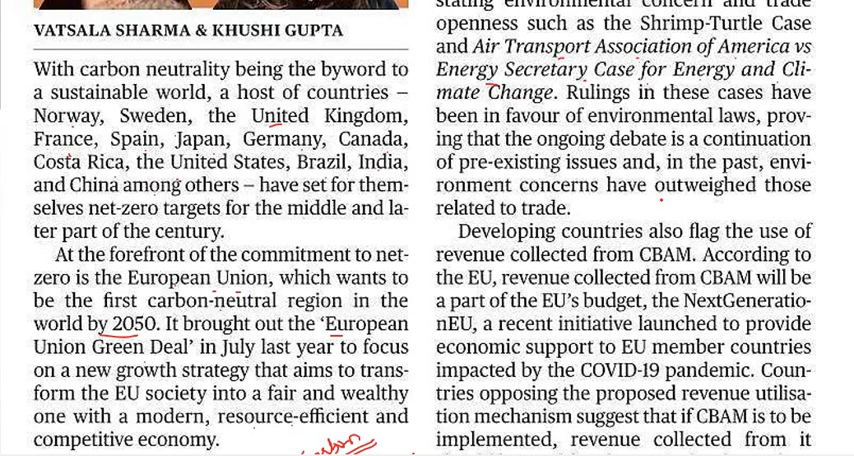 VATSALA SHARMA & KHUSHI GUPTA
With carbon neutrality being the byword to
a sustainable world, a host of countries –
Norway, Sweden, the United Kingdom,
France, Spain, Japan, Germany, Canada,
Costa Rica, the United States, Brazil, India,
and China among others – have set for them-
selves net-zero targets for the middle and la-
ter part of the century.
At the forefront of the commitment to net-
zero is the European Union, which wants to
be the first carbon-neutral region in the
world by 2050. It brought out the ‘European
Union Green Deal’ in July last year to focus
on a new growth strategy that aims to trans-
form the EU society into a fair and wealthy
one with a modern, resource-efficient and
competitive economy.
stating environmental concern and trade
openness such as the Shrimp-Turtle Case
and Air Transport Association of America vs
Energy Secretary Case for Energy and Cli-
mate Change. Rulings in these cases have
been in favour of environmental laws, prov-
ing that the ongoing debate is a continuation
of pre-existing issues and, in the past, envi-
ronment concerns have outweighed those
related to trade.
Developing countries also flag the use of
revenue collected from CBAM. According to
the EU, revenue collected from CBAM will be
a part of the EU’s budget, the NextGeneratio-
nEU, a recent initiative launched to provide
economic support to EU member countries
impacted by the COVID-19 pandemic. Coun-
tries opposing the proposed revenue utilisa-
tion mechanism suggest that if CBAM is to be
implemented, revenue collected from it